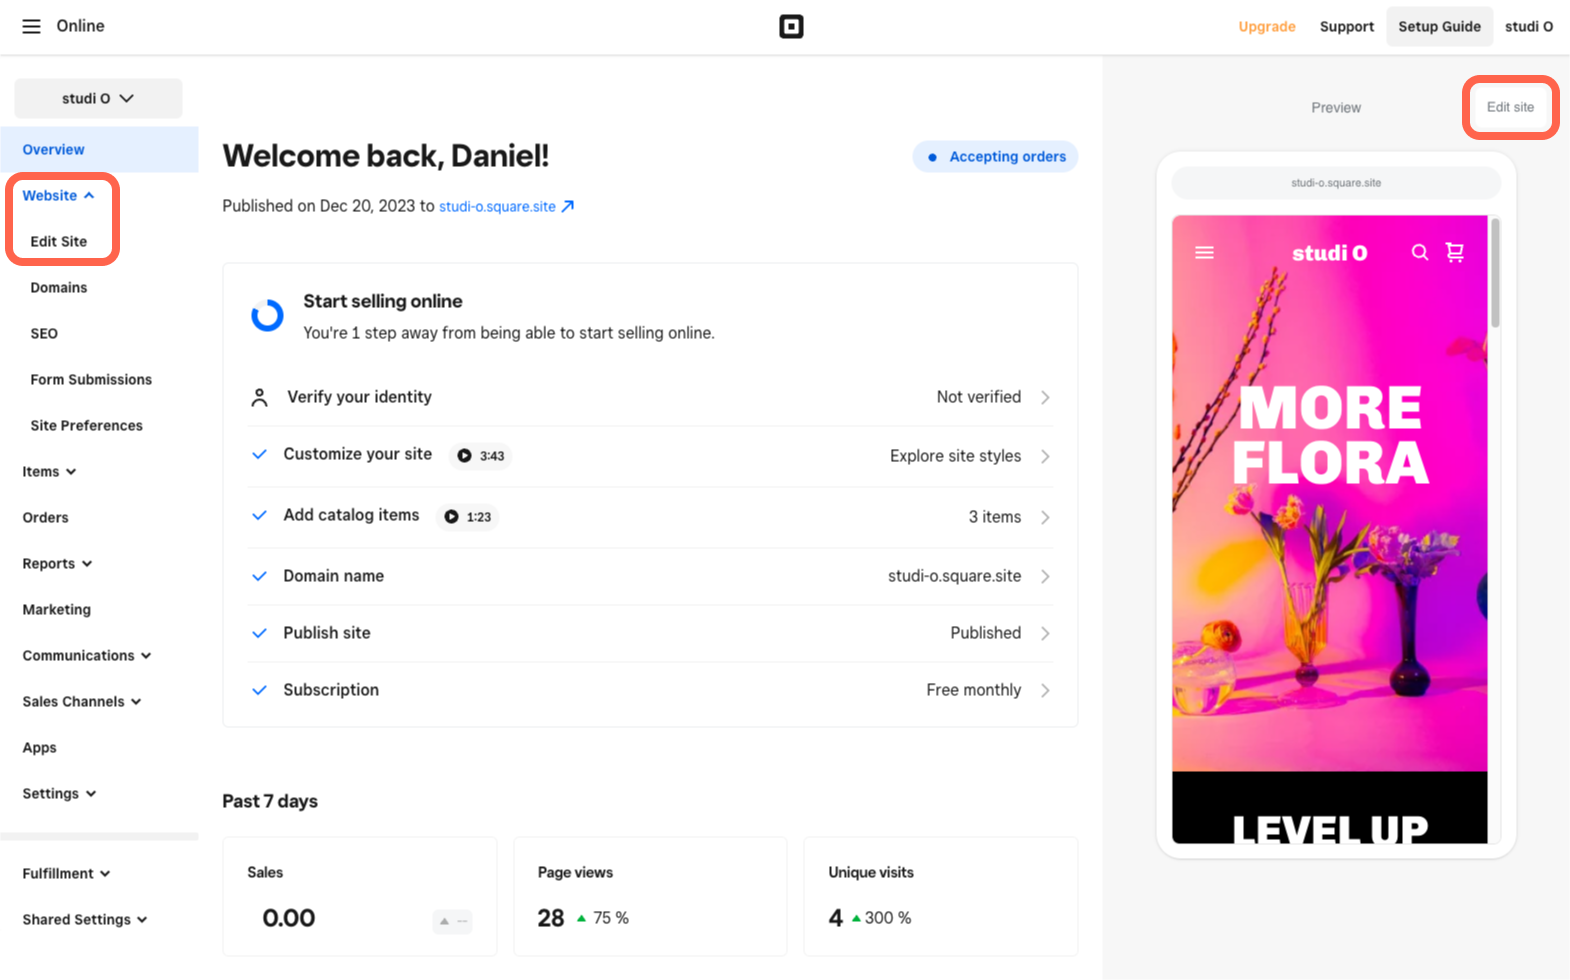 Online
Upgrade
Support
Setup Guide
studi O
studi O
Overview
Website
Edit Site
Domains
SEO
Form Submissions
Site Preferences
Items
Orders
Reports
Marketing
Communications
Sales Channels
Apps
Settings
Fulfillment
Shared Settings
Welcome back, Daniel!
Accepting orders
Published on Dec 20, 2023 to studi-o.square.site
Start selling online
You're 1 step away from being able to start selling online.
Verify your identity
Not verified
Customize your site
3:43
Explore site styles
Add catalog items
1:23
3 items
Domain name
studi-o.square.site
Publish site
Published
Subscription
Free monthly
Past 7 days
Sales
0.00
--
Page views
28
75 %
Unique visits
4
300 %
Preview
Edit site
studi-o.square.site
studi O
MORE
FLORA
LEVEL UP